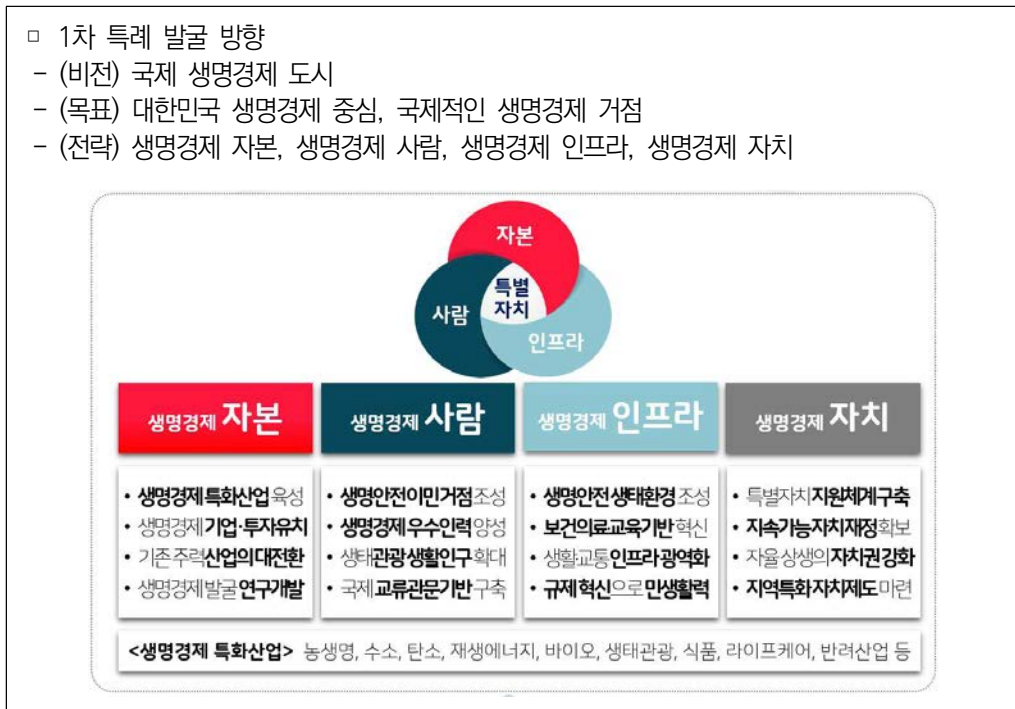 □ 1차 특례 발굴 방향
- (비전) 국제 생명경제 도시
- (목표) 대한민국 생명경제 중심, 국제적인 생명경제 거점
- (전략) 생명경제 자본, 생명경제 사람, 생명경제 인프라, 생명경제 자치
자본
특별
자치
사람
인프라
생명경제 자본
• 생명경제 특화산업 육성
• 생명경제 기업·투자유치
• 기존 주력산업의 대전환
• 생명경제 발굴 연구개발
생명경제 사람
• 생명안전 이민거점 조성
• 생명경제 우수인력 양성
• 생태관광 생활인구 확대
• 국제 교류관문기반 구축
생명경제 인프라
• 생명안전 생태환경 조성
• 보건의료교육기반 혁신
• 생활·교통 인프라 광역화
• 규제 혁신으로 민생활력
생명경제 자치
• 특별자치 지원체계 구축
• 지속가능 자치재정 확보
• 자율 상생의 자치권 강화
• 지역특화 자치제도 마련
<생명경제 특화산업> 농생명, 수소, 탄소, 재생에너지, 바이오, 생태관광, 식품, 라이프케어, 반려산업 등